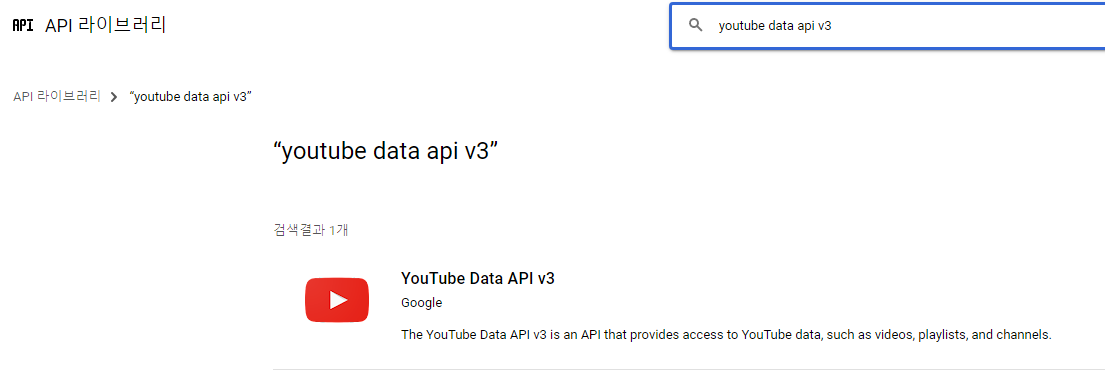 API API 라이브러리
youtube data api v3
API 라이브러리 > “youtube data api v3”
“youtube data api v3”
검색결과 1개
YouTube Data API v3
Google
The YouTube Data API v3 is an API that provides access to YouTube data, such as videos, playlists, and channels.